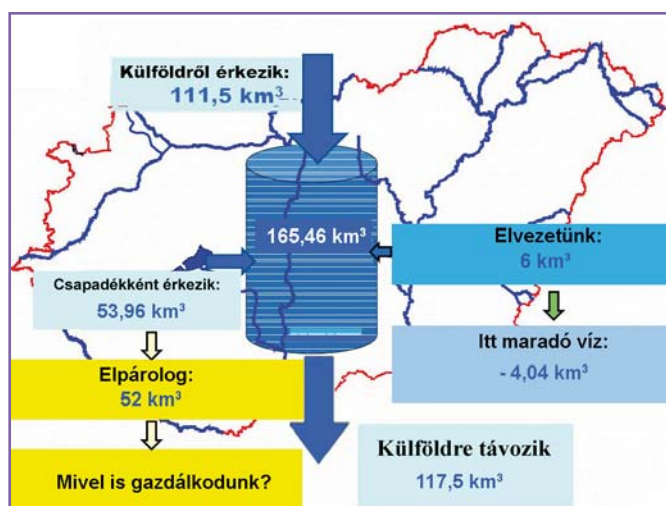 Külföldről érkezik:
111,5 km³
165,46 km³
Elvezetünk:
6 km³
Csapadékként érkezik:
53,96 km³
Itt maradó víz:
- 4,04 km³
Elpárolog:
52 km³
Külföldre távozik
117,5 km³
Mivel is gazdálkodunk?